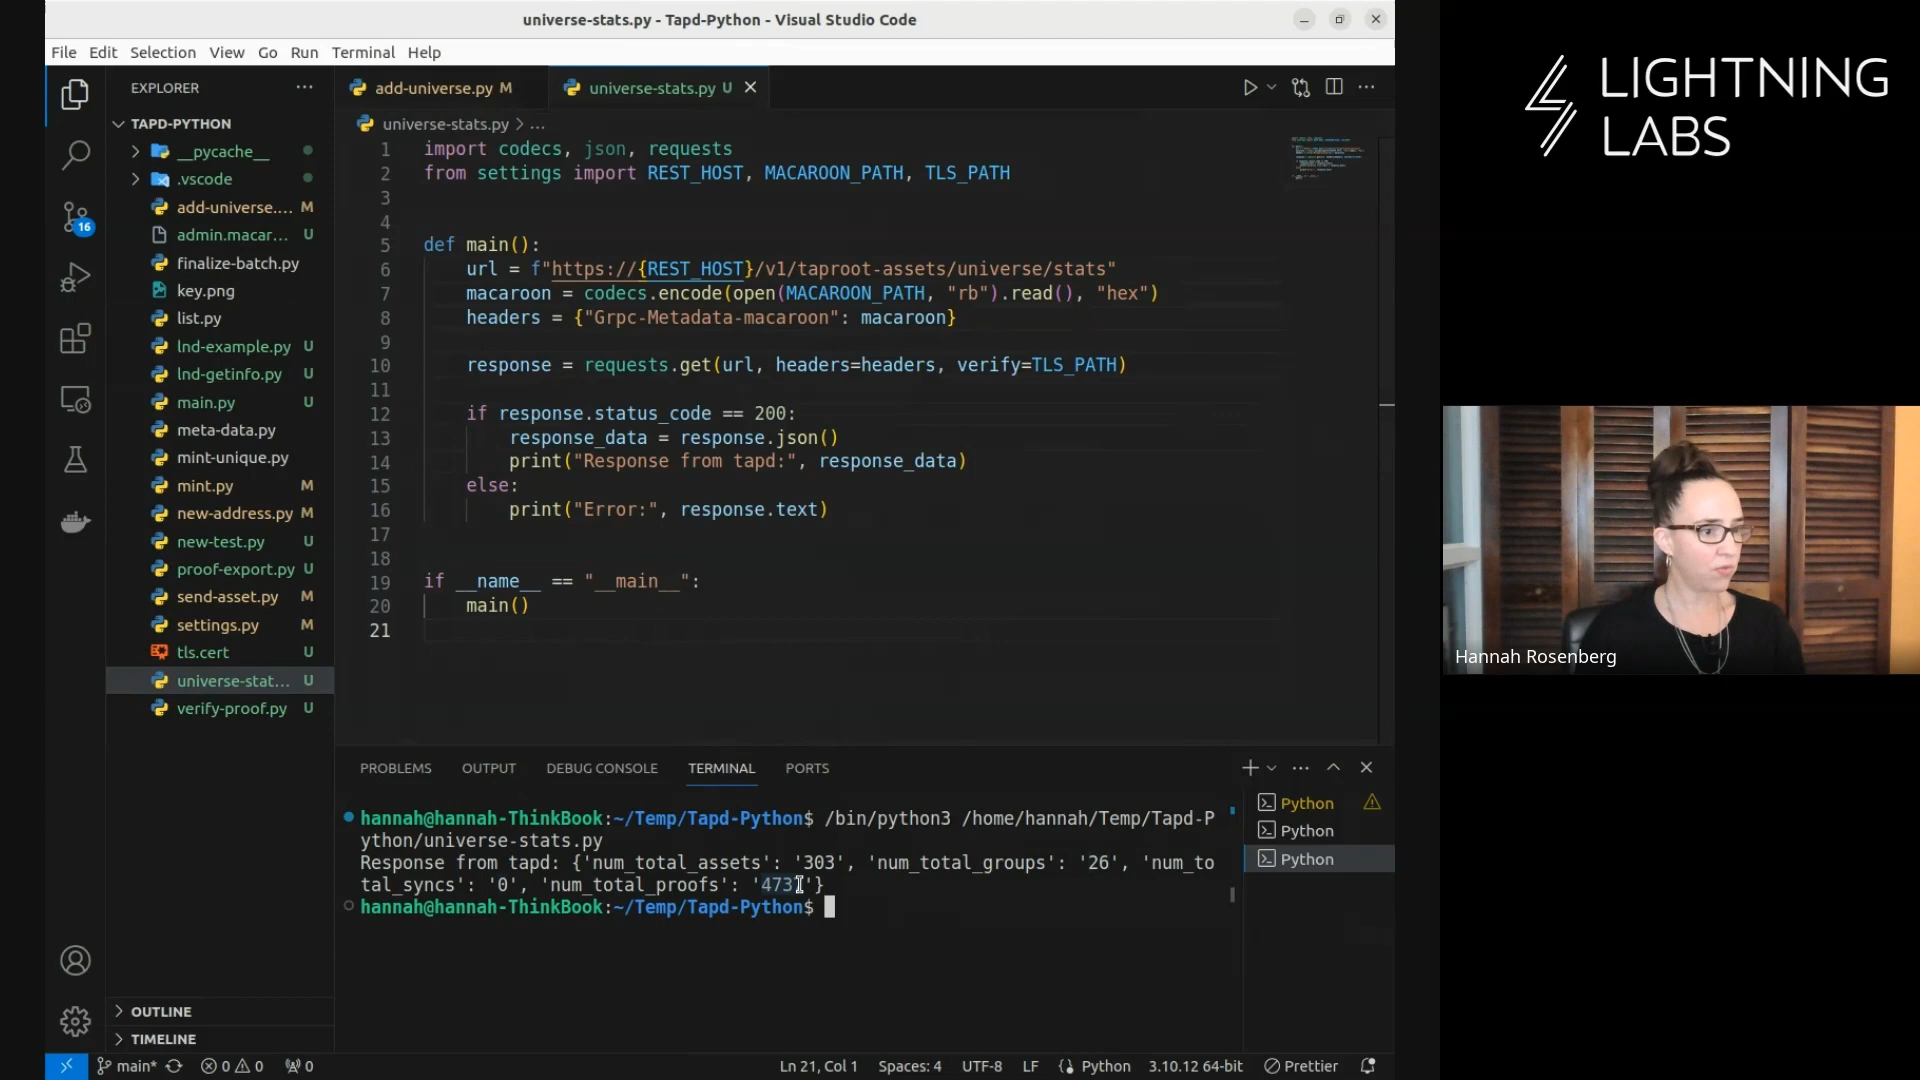 universe-stats.py - Tapd-Python - Visual Studio Code
File Edit Selection View Go Run Terminal Help
EXPLORER
TAPD-PYTHON
__pycache__
.vscode
add-universe.... M
admin.macar... U
finalize-batch.py
key.png
list.py
lnd-example.py U
lnd-getinfo.py U
main.py U
meta-data.py
mint-unique.py
mint.py M
new-address.py M
new-test.py U
proof-export.py U
send-asset.py M
settings.py M
tls.cert U
universe-stat... U
verify-proof.py U
OUTLINE
TIMELINE
16
add-universe.py M
universe-stats.py U
universe-stats.py > ...
1 import codecs, json, requests
2 from settings import REST_HOST, MACAROON_PATH, TLS_PATH
3
4
5 def main():
6 url = f"https://{REST_HOST}/v1/taproot-assets/universe/stats"
7 macaroon = codecs.encode(open(MACAROON_PATH, "rb").read(), "hex")
8 headers = {"Grpc-Metadata-macaroon": macaroon}
9
10 response = requests.get(url, headers=headers, verify=TLS_PATH)
11
12 if response.status_code == 200:
13 response_data = response.json()
14 print("Response from tapd:", response_data)
15 else:
16 print("Error:", response.text)
17
18
19 if __name__ == "__main__":
20 main()
21
PROBLEMS OUTPUT DEBUG CONSOLE TERMINAL PORTS
hannah@hannah-ThinkBook:~/Temp/Tapd-Python$ /bin/python3 /home/hannah/Temp/Tapd-P
ython/universe-stats.py
Response from tapd: {'num_total_assets': '303', 'num_total_groups': '26', 'num_to
tal_syncs': '0', 'num_total_proofs': '4731'}
hannah@hannah-ThinkBook:~/Temp/Tapd-Python$
Python
Python
Python
main* 0 0 0 Ln 21, Col 1 Spaces: 4 UTF-8 LF Python 3.10.12 64-bit Prettier
LIGHTNING
LABS
Hannah Rosenberg